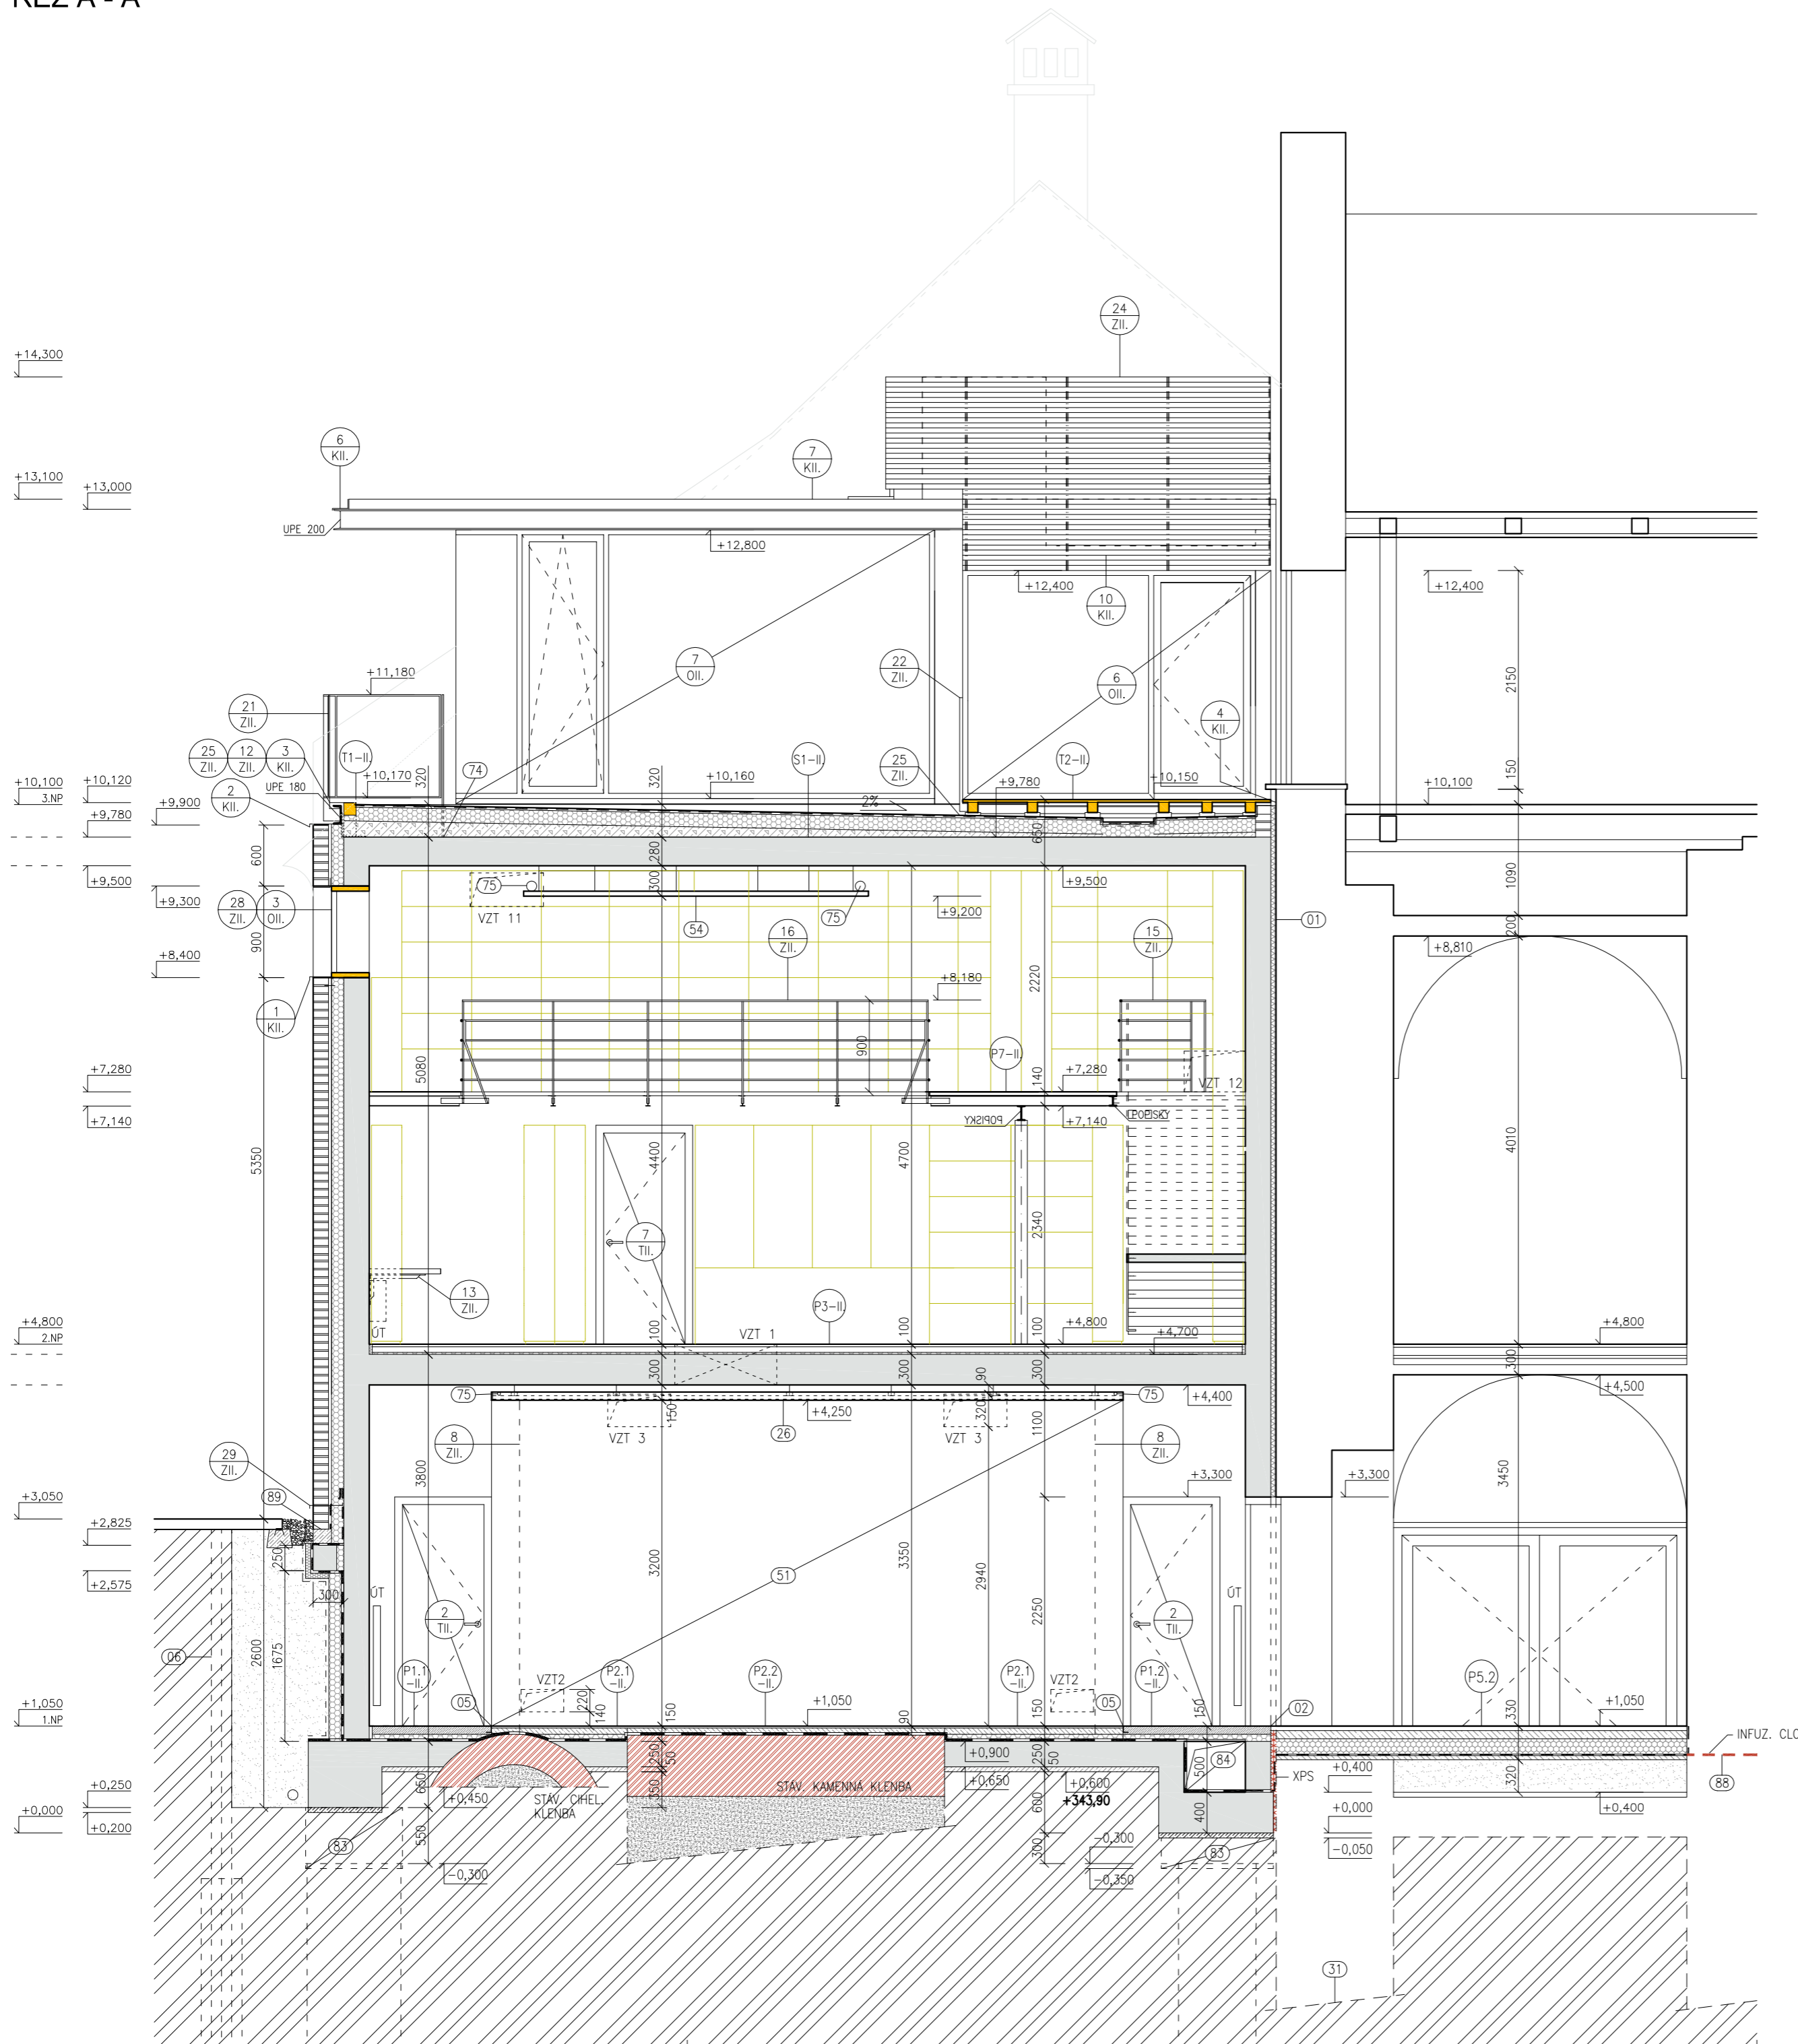 ŘEZ A - A
24
ZII.
+14,300
6
KII.
7
KII.
+13,100
+13,000
UPE 200
+12,800
+12,400
+12,400
10
KII.
7
OII.
22
ZII.
6
OII.
2150
+11,180
21
ZII.
4
KII.
25
ZII.
12
ZII.
3
KII.
T1-II.
S1-II.
25
ZII.
T2-II.
74
+10,100
3.NP
+10,120
UPE 180
+10,170
320
320
+10,160
+9,780
+10,150
150
+10,100
2
KII.
+9,900
2%
+9,780
650
600
280
+9,500
300
+9,500
1090
75
VZT 11
75
+9,300
28
ZII.
3
OII.
54
+9,200
01
200
900
16
ZII.
15
ZII.
+8,810
+8,400
+8,180
2220
1
KII.
900
P7-II.
5080
+7,280
140
+7,280
VZT 12
+7,140
POPISKY
+7,140
POPISKY
5350
4400
4700
4010
7
TII.
2340
13
ZII.
P3-II.
+4,800
2.NP
ÚT
100
VZT 1
100
100
+4,800
+4,700
+4,800
300
300
90
300
300
75
75
+4,400
+4,500
150
+4,250
320
1100
VZT 3
26
VZT 3
8
ZII.
8
ZII.
29
ZII.
3800
3450
89
+3,300
+3,300
+3,050
+2,825
250
3200
3350
2940
+2,575
300
51
ÚT
2250
ÚT
2
TII.
2
TII.
06
2600
1675
P1.1
-II.
VZT2
P2.1
-II.
P2.2
-II.
P2.1
-II.
VZT2
P1.2
-II.
P5.2
05
220
140
05
02
+1,050
1.NP
150
+1,050
90
150
150
330
+1,050
INFUZ. CLO
250
50
+0,900
250
50
500
84
XPS
88
+0,250
650
+0,450
STÁV. CIHEL.
KLENBA
350
STÁV. KAMENNÁ KLENBA
+0,650
+0,600
+343,90
+0,400
320
+0,400
+0,000
+0,200
600
400
+0,000
83
550
300
-0,300
83
-0,050
-0,300
-0,350
31